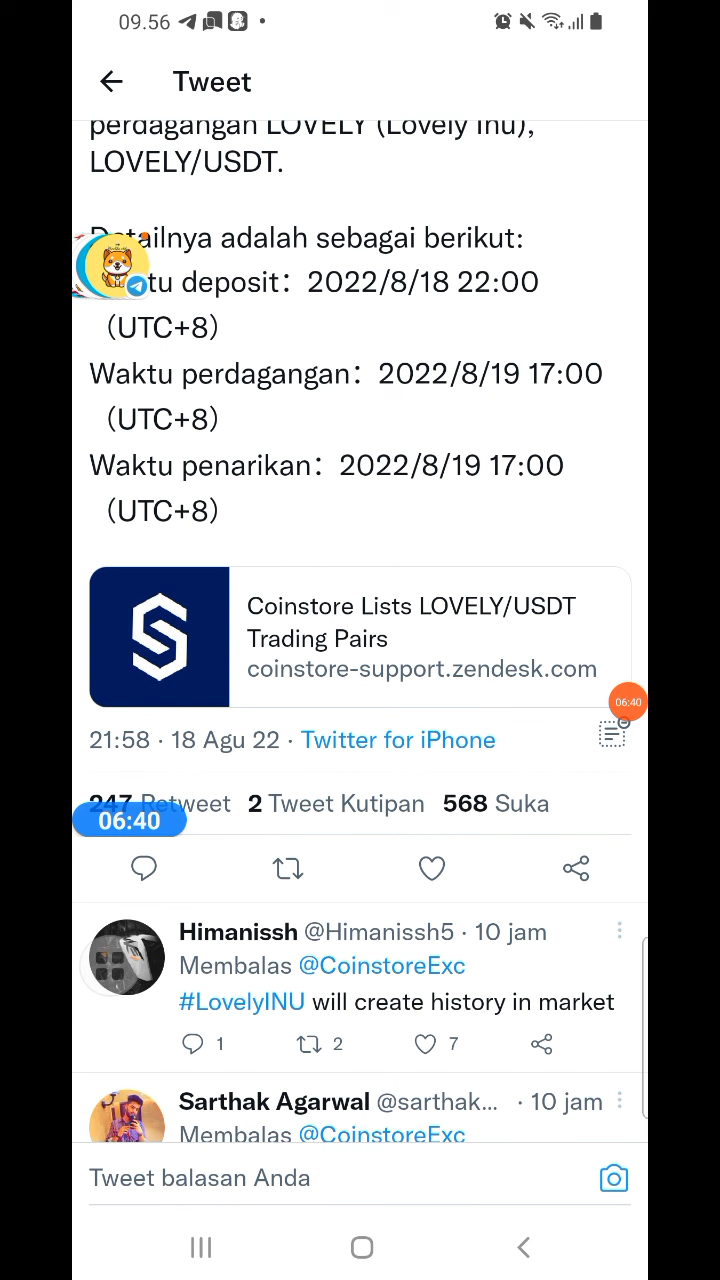 09.56
Tweet
perdagangan LOVELY (Lovely Inu),
LOVELY/USDT.
Detailnya adalah sebagai berikut:
tu deposit：2022/8/18 22:00
（UTC+8）
Waktu perdagangan：2022/8/19 17:00
（UTC+8）
Waktu penarikan：2022/8/19 17:00
（UTC+8）
Coinstore Lists LOVELY/USDT
Trading Pairs
coinstore-support.zendesk.com
06:40
21:58 · 18 Agu 22 · Twitter for iPhone
247 Retweet 2 Tweet Kutipan 568 Suka
06:40
Himanissh @Himanissh5 · 10 jam
Membalas @CoinstoreExc
#LovelyINU will create history in market
1 2 7
Sarthak Agarwal @sarthak... · 10 jam
Membalas @CoinstoreExc
Tweet balasan Anda